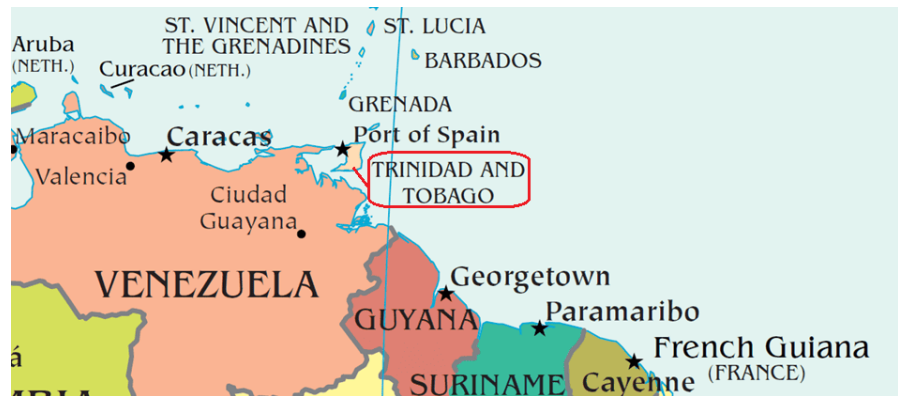 ST. VINCENT AND
THE GRENADINES
ST. LUCIA
Aruba
(NETH.)
Curacao (NETH.)
BARBADOS
GRENADA
Maracaibo
Caracas
Port of Spain
Valencia
TRINIDAD AND
TOBAGO
Ciudad
Guayana
VENEZUELA
Georgetown
GUYANA
Paramaribo
á
French Guiana
(FRANCE)
SURINAME
Cayenne
MBIA